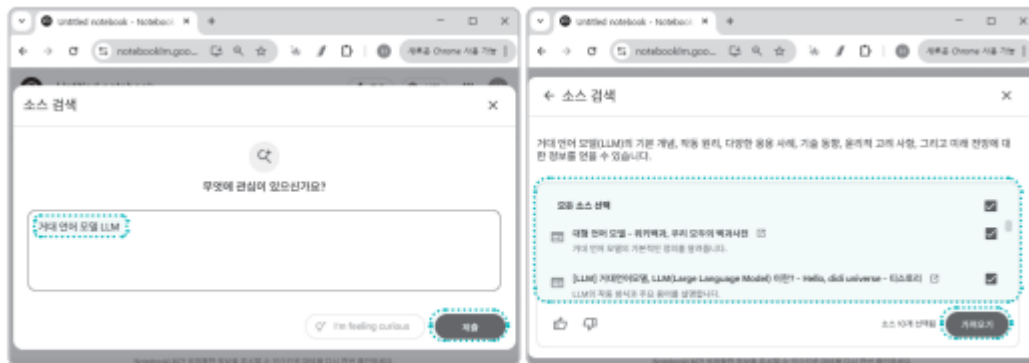 Untitled notebook - Notebook
notebooklm.goo...
새로운 Chrome 사용 가능
소스 검색
무엇에 관심이 있으신가요?
거대 언어 모델 LLM
I'm feeling curious
제출
Untitled notebook - Notebook
notebooklm.goo...
새로운 Chrome 사용 가능
소스 검색
거대 언어 모델(LLM)의 기본 개념, 작동 원리, 다양한 응용 사례, 기술 동향, 윤리적 고려 사항, 그리고 미래 전망에 대
한 정보를 얻을 수 있습니다.
모든 소스 선택
대형 언어 모델 - 위키백과, 우리 모두의 백과사전
거대 언어 모델의 기본적인 정의를 알려줍니다.
[LLM] 거대언어모델, LLM(Large Language Model) 이란? - Hello, didi universe - 티스토리
LLM의 작동 방식과 주요 용어를 설명합니다.
소스 10개 선택됨
가져오기